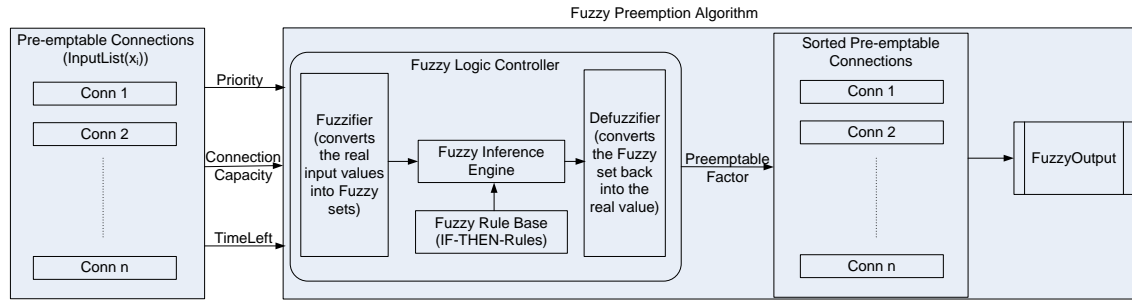 Fuzzy Preemption Algorithm
Pre-emptable Connections
(InputList(xᵢ))
Conn 1
Conn 2
Conn n
Priority
Connection
Capacity
TimeLeft
Fuzzy Logic Controller
Fuzzifier
(converts
the real
input values
into Fuzzy
sets)
Fuzzy Inference
Engine
Fuzzy Rule Base
(IF-THEN-Rules)
Defuzzifier
(converts
the Fuzzy
set back
into the
real value)
Preemptable
Factor
Sorted Pre-emptable
Connections
Conn 1
Conn 2
Conn n
FuzzyOutput